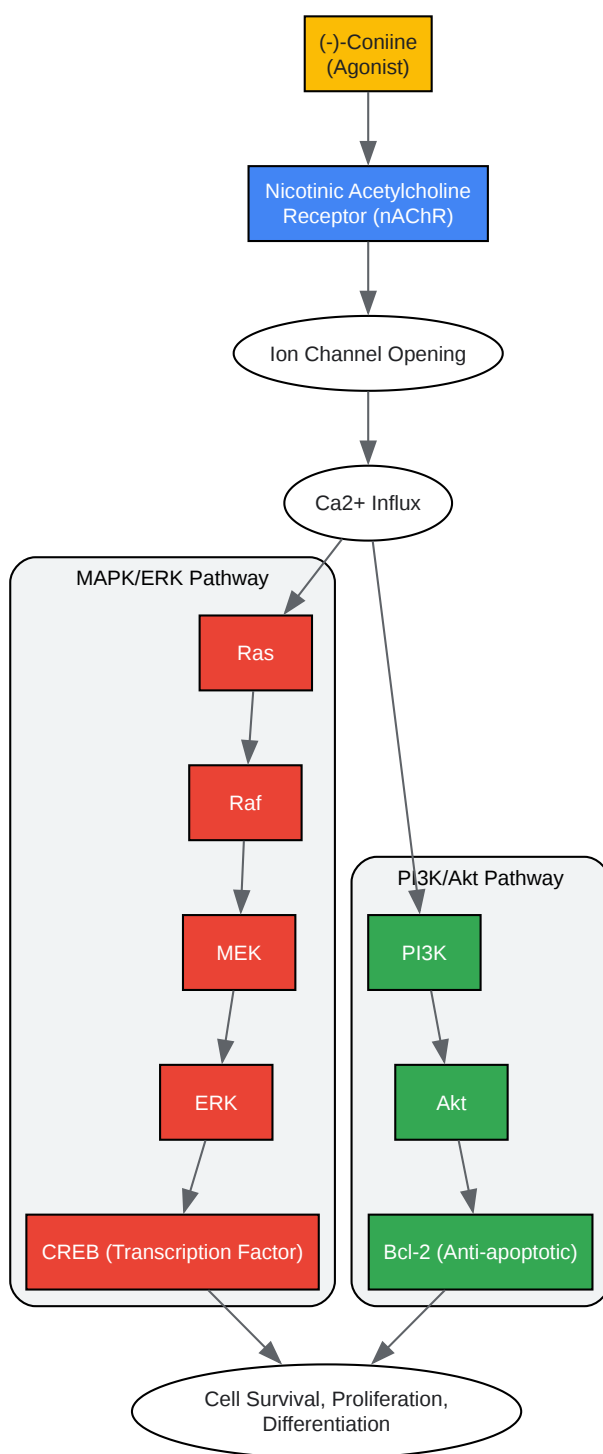 (-)-Coniine
(Agonist)
Nicotinic Acetylcholine
Receptor (nAChR)
Ion Channel Opening
Ca2+ Influx
MAPK/ERK Pathway
Ras
Raf
MEK
ERK
CREB (Transcription Factor)
PI3K/Akt Pathway
PI3K
Akt
Bcl-2 (Anti-apoptotic)
Cell Survival, Proliferation,
Differentiation